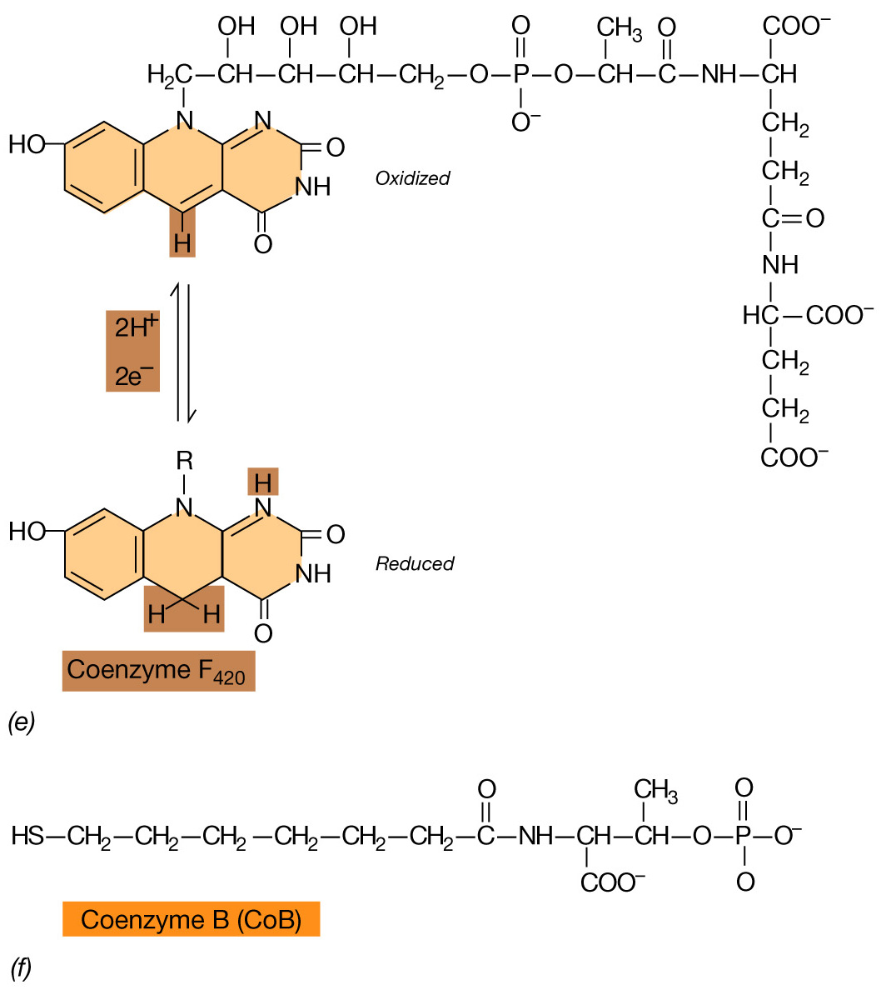 OH OH OH O CH₃ O COO⁻
H₂C—CH—CH—CH—CH₂—O—P—O—CH—C—NH—CH
O⁻
N N CH₂
HO O
Oxidized
CH₂
NH
H O
C=O
NH
2H⁺
HC—COO⁻
2e⁻
CH₂
CH₂
COO⁻
R
H
N N
HO O
Reduced
NH
H H
O
Coenzyme F₄₂₀
(e)
O CH₃ O
HS—CH₂—CH₂—CH₂—CH₂—CH₂—CH₂—C—NH—CH—CH—O—P—O⁻
COO⁻ O
Coenzyme B (CoB)
(f)